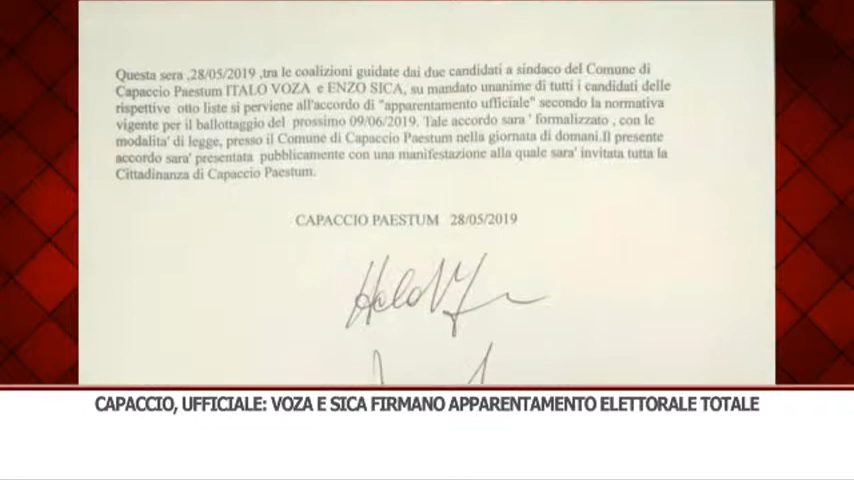 Questa sera ,28/05/2019 ,tra le coalizioni guidate dai due candidati a sindaco del Comune di
Capaccio Paestum ITALO VOZA e ENZO SICA, su mandato unanime di tutti i candidati delle
rispettive otto liste si perviene all'accordo di "apparentamento ufficiale" secondo la normativa
vigente per il ballottaggio del prossimo 09/06/2019. Tale accordo sara ' formalizzato , con le
modalita' di legge, presso il Comune di Capaccio Paestum nella giornata di domani.Il presente
accordo sara' presentata pubblicamente con una manifestazione alla quale sara' invitata tutta la
Cittadinanza di Capaccio Paestum.
CAPACCIO PAESTUM 28/05/2019
CAPACCIO, UFFICIALE: VOZA E SICA FIRMANO APPARENTAMENTO ELETTORALE TOTALE